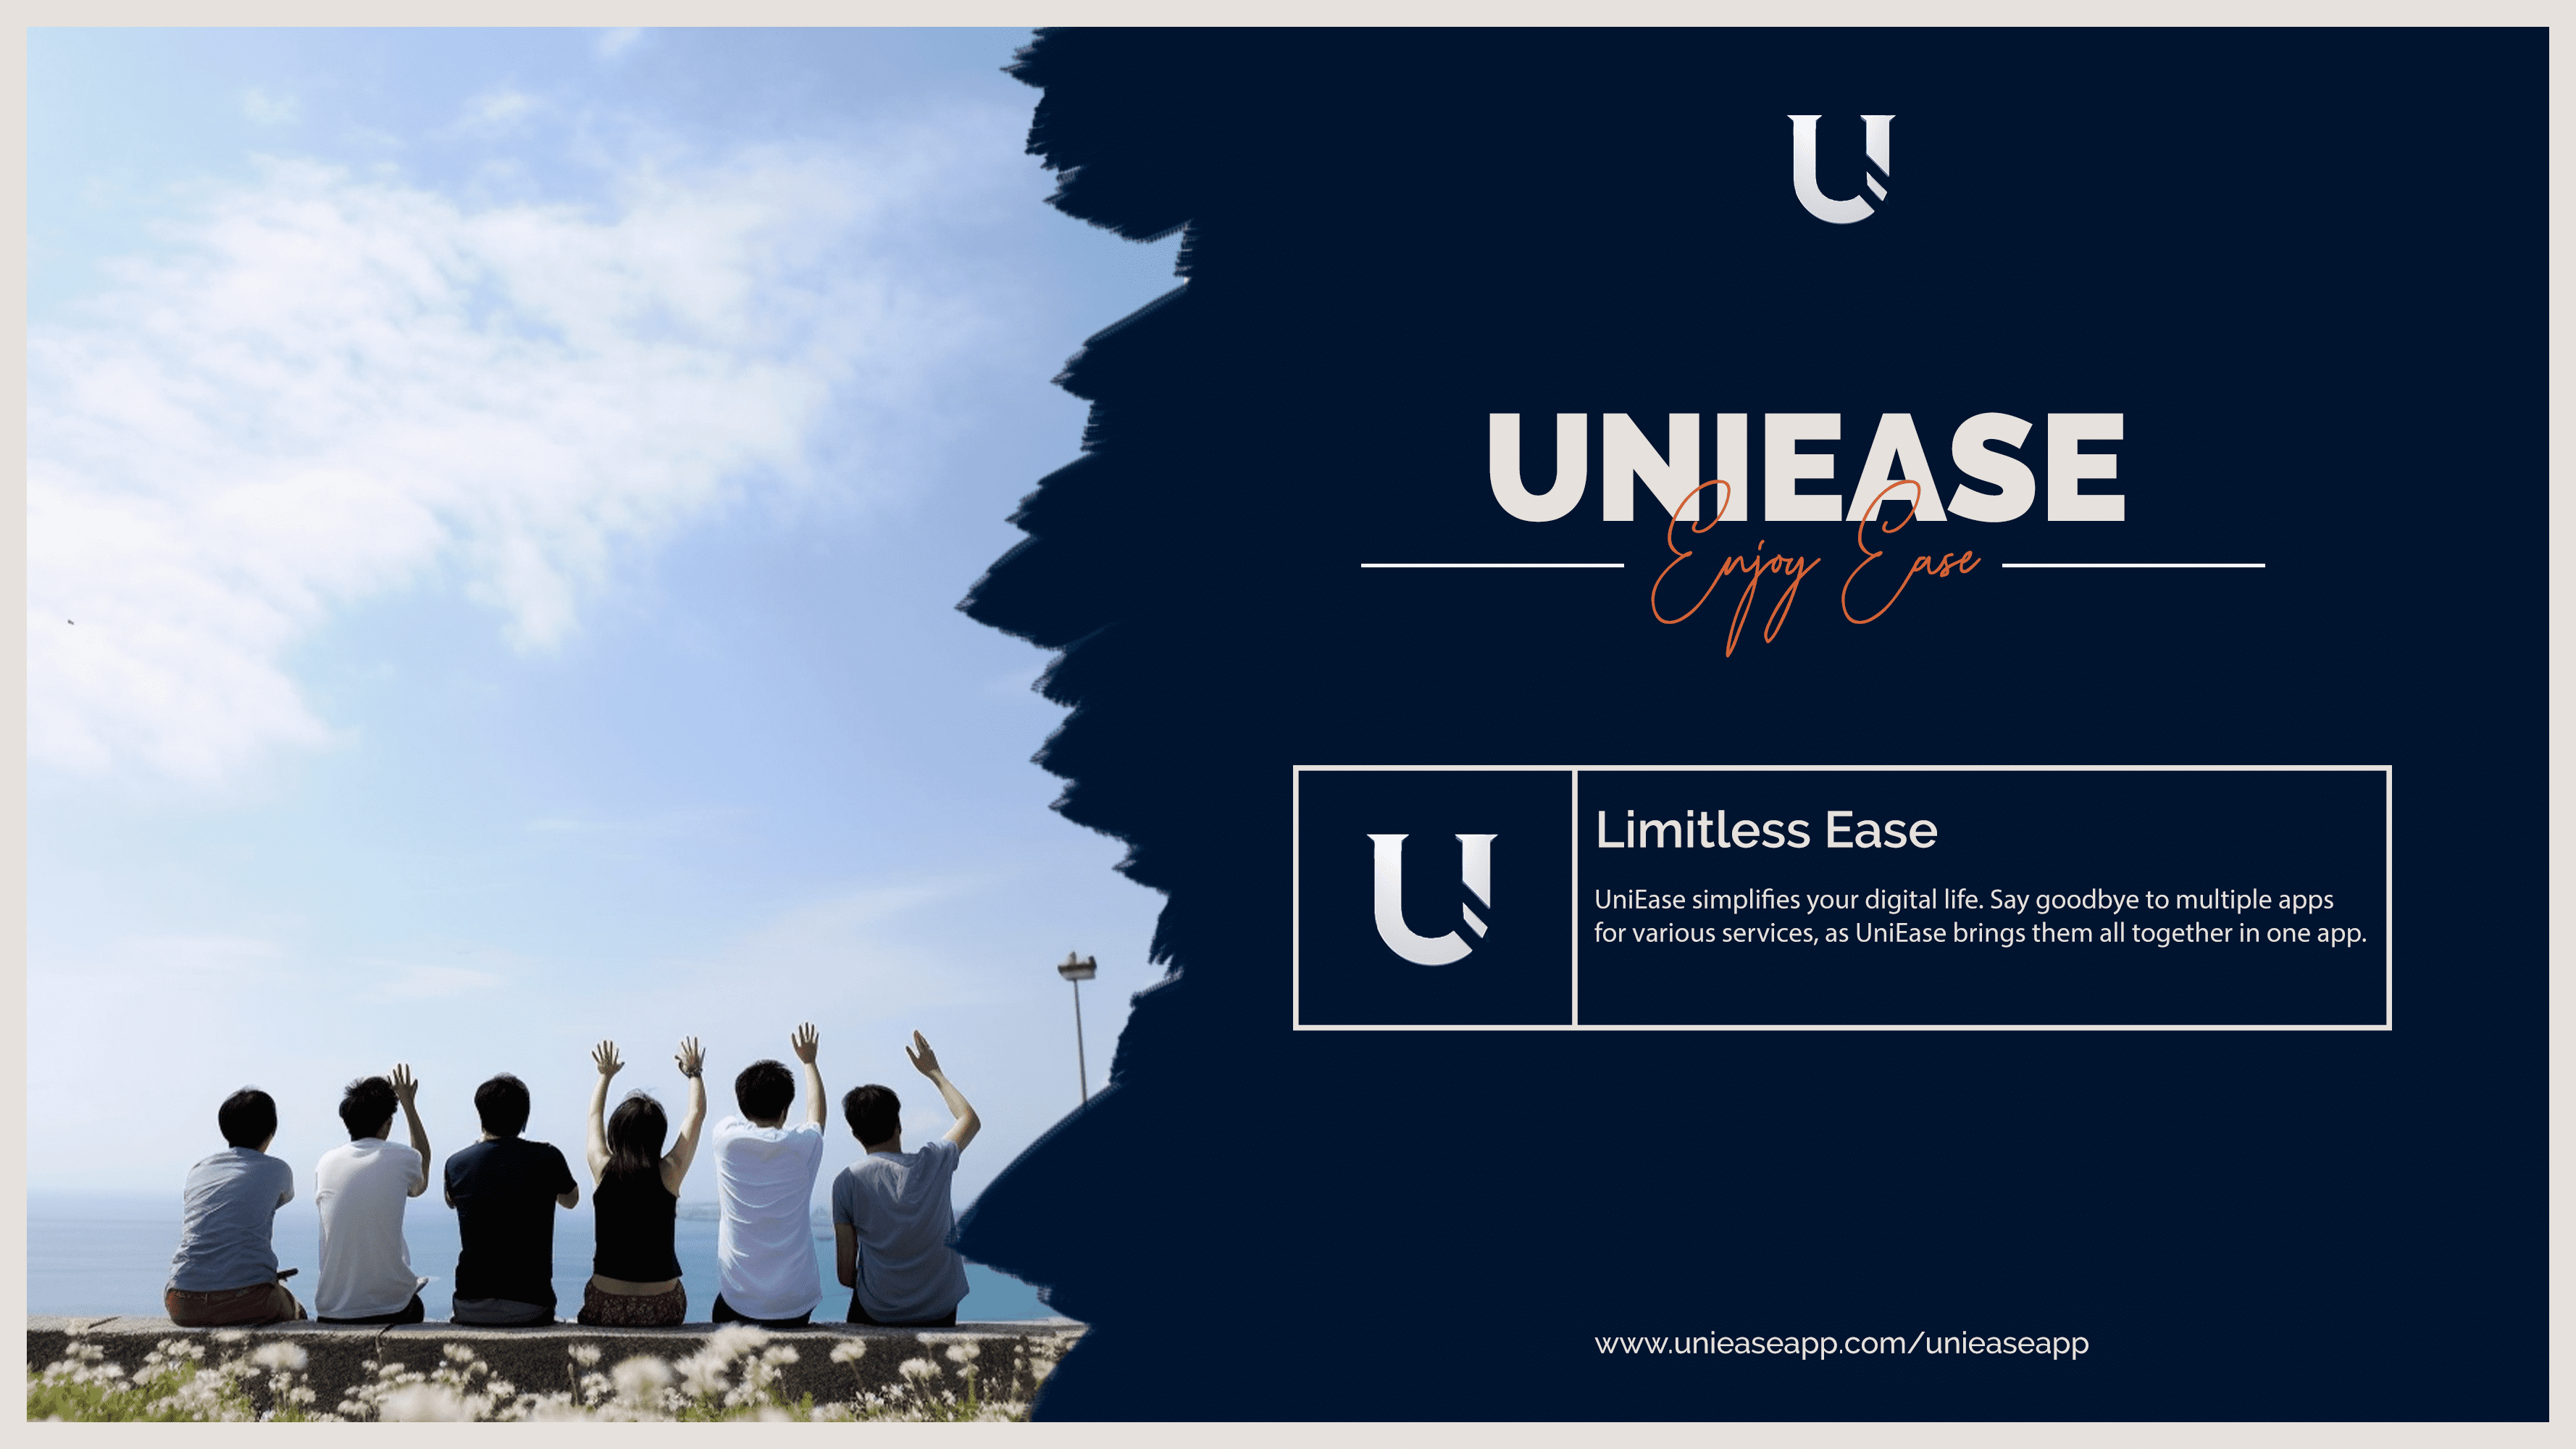 U
UNIEASE
Enjoy Ease
U
Limitless Ease
UniEase simplifies your digital life. Say goodbye to multiple apps
for various services, as UniEase brings them all together in one app.
www.unieaseapp.com/unieaseapp